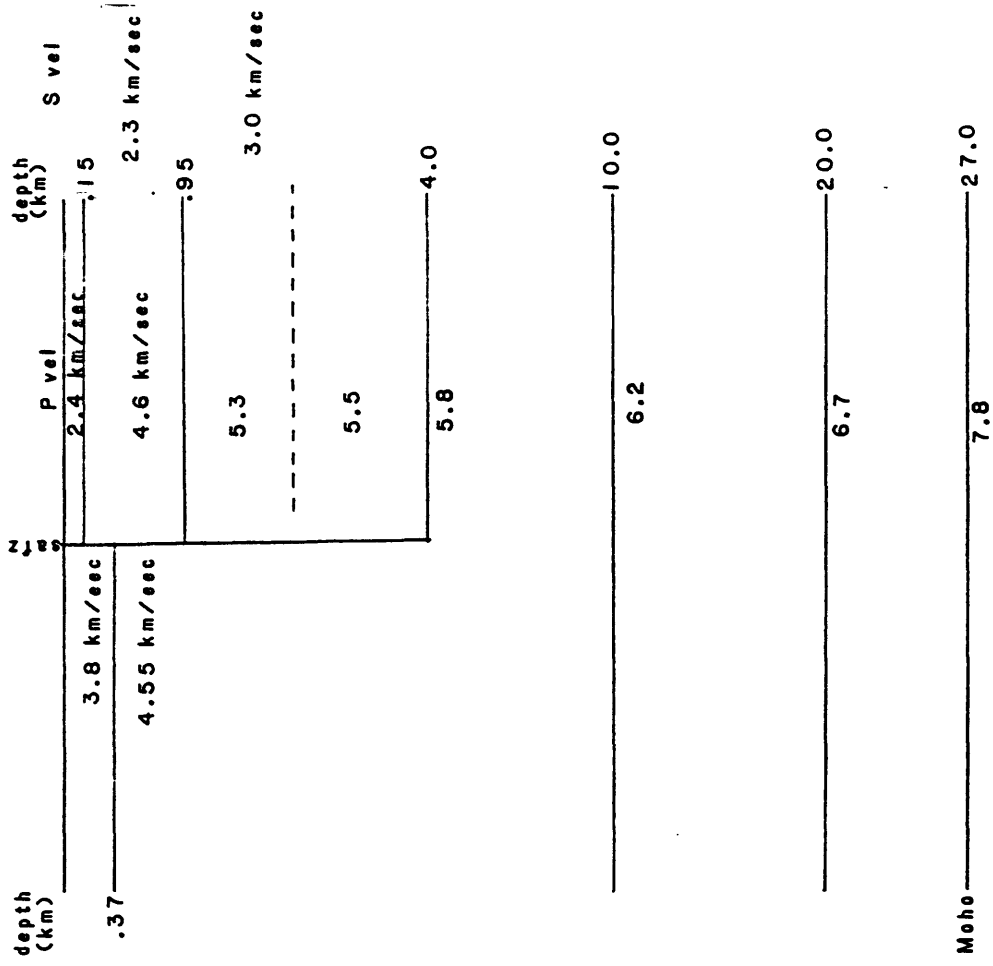 depth
(km)
P vel
depth
(km)
S vel
2.4 km/sec
.15
3.8 km/sec
4.6 km/sec
2.3 km/sec
.37
4.55 km/sec
.95
5.3
3.0 km/sec
5.5
4.0
5.8
10.0
6.2
20.0
6.7
Moho
27.0
7.8